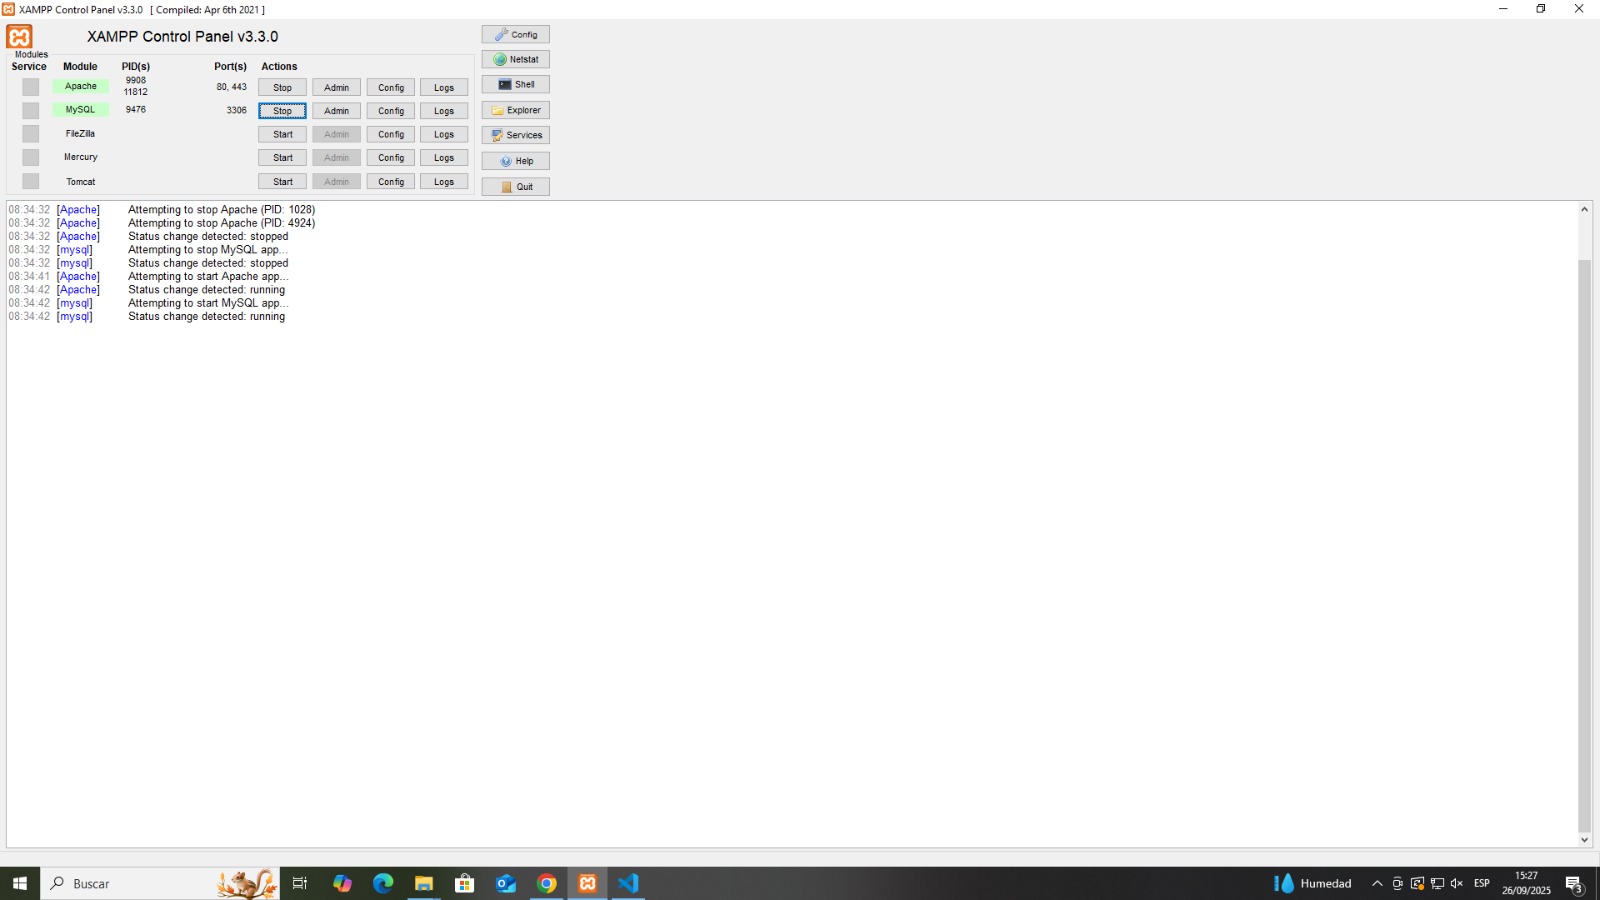 XAMPP Control Panel v3.3.0 [ Compiled: Apr 6th 2021 ]
XAMPP Control Panel v3.3.0
Modules
Service Module PID(s) Port(s) Actions
Apache 9908 11812 80, 443 Stop Admin Config Logs
MySQL 9476 3306 Stop Admin Config Logs
FileZilla Start Admin Config Logs
Mercury Start Admin Config Logs
Tomcat Start Admin Config Logs
Config
Netstat
Shell
Explorer
Services
Help
Quit
08:34:32 [Apache] Attempting to stop Apache (PID: 1028)
08:34:32 [Apache] Attempting to stop Apache (PID: 4924)
08:34:32 [Apache] Status change detected: stopped
08:34:32 [mysql] Attempting to stop MySQL app...
08:34:32 [mysql] Status change detected: stopped
08:34:41 [Apache] Attempting to start Apache app...
08:34:42 [Apache] Status change detected: running
08:34:42 [mysql] Attempting to start MySQL app...
08:34:42 [mysql] Status change detected: running
Buscar
Humedad
ESP
15:27
26/09/2025
3